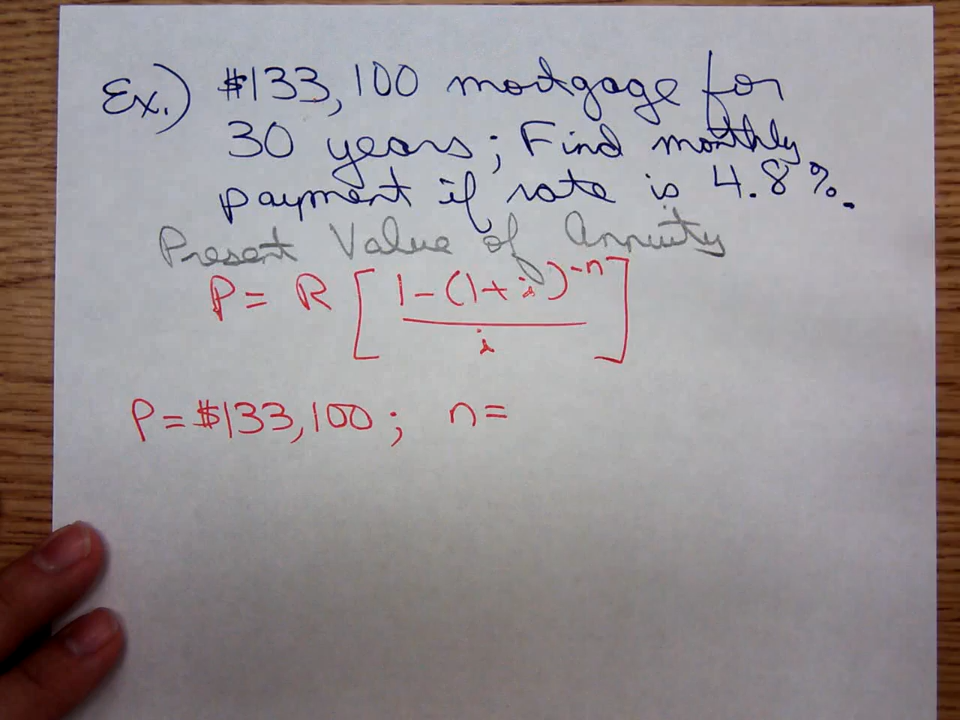 Ex.) $133,100 mortgage for
30 years; Find monthly
payment if rate is 4.8%.
Present Value of Annuity
P = R [ 1-(1+i)^-n / i ]
P = $133,100; n =